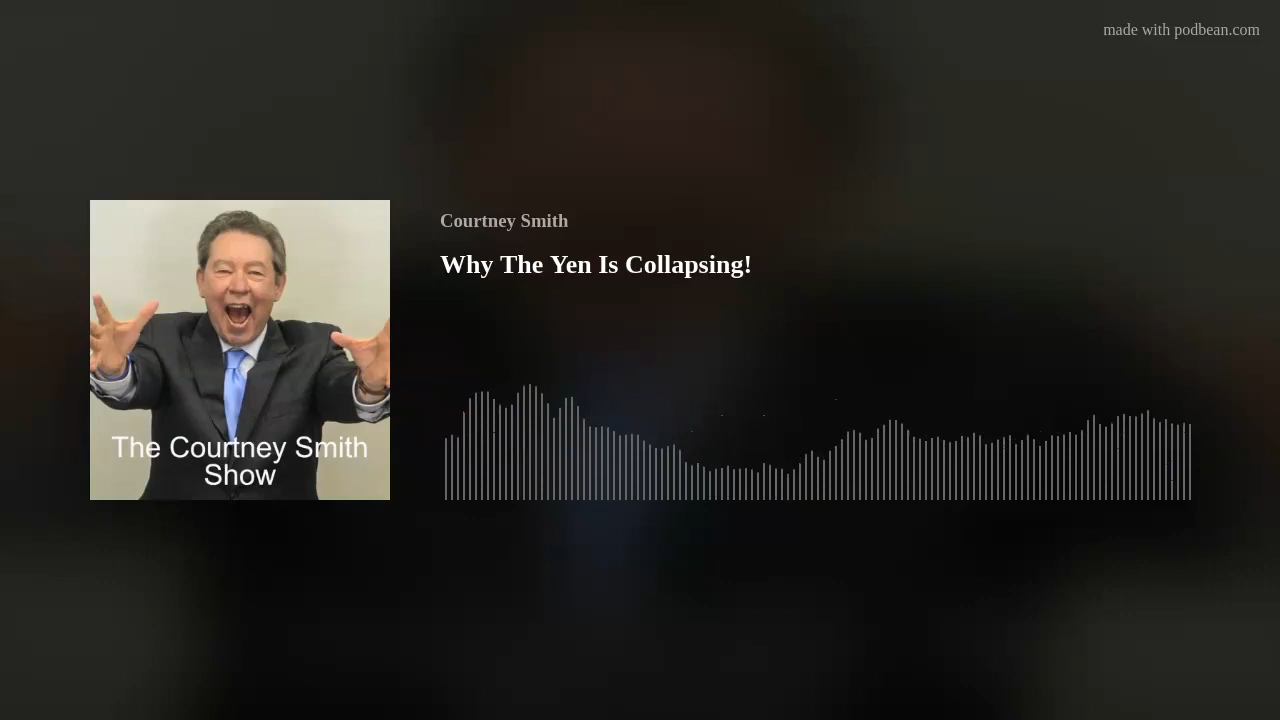 made with podbean.com
Courtney Smith
Why The Yen Is Collapsing!
The Courtney Smith
Show